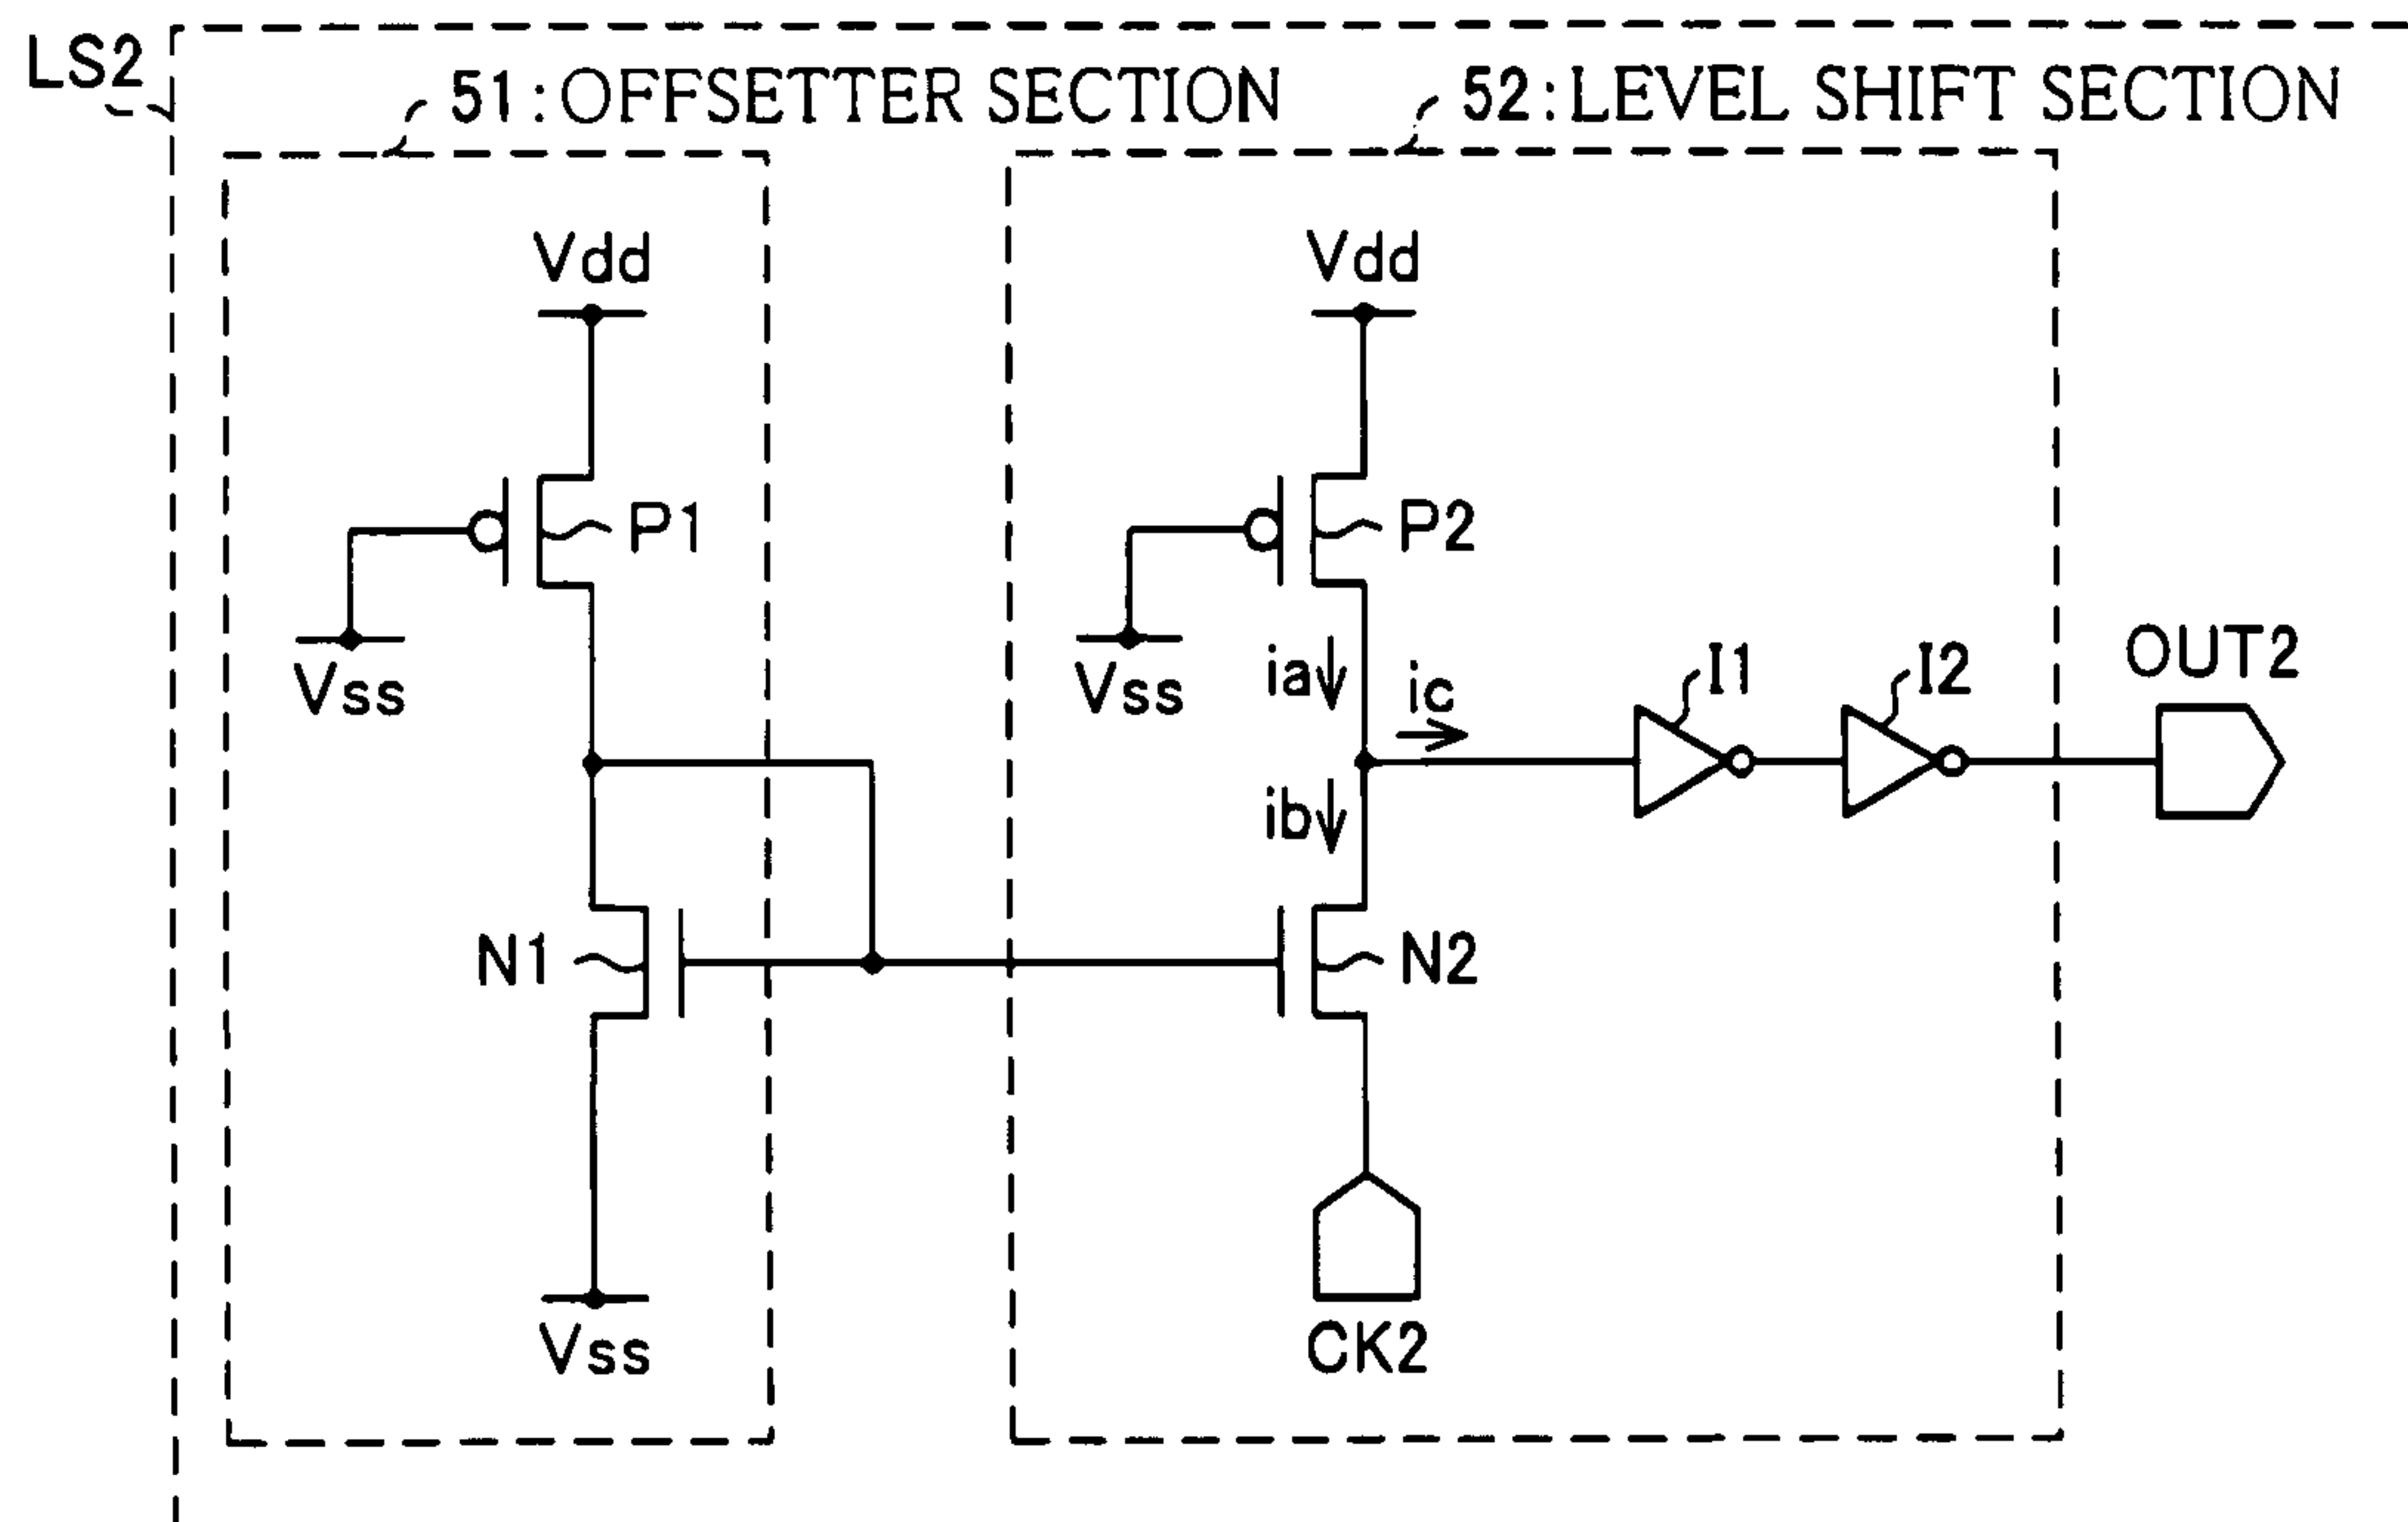 LS2
51:OFFSETTER SECTION
52:LEVEL SHIFT SECTION
Vdd
Vdd
P1
P2
Vss
Vss
ia
ic
I1
I2
OUT2
ib
N1
N2
Vss
CK2